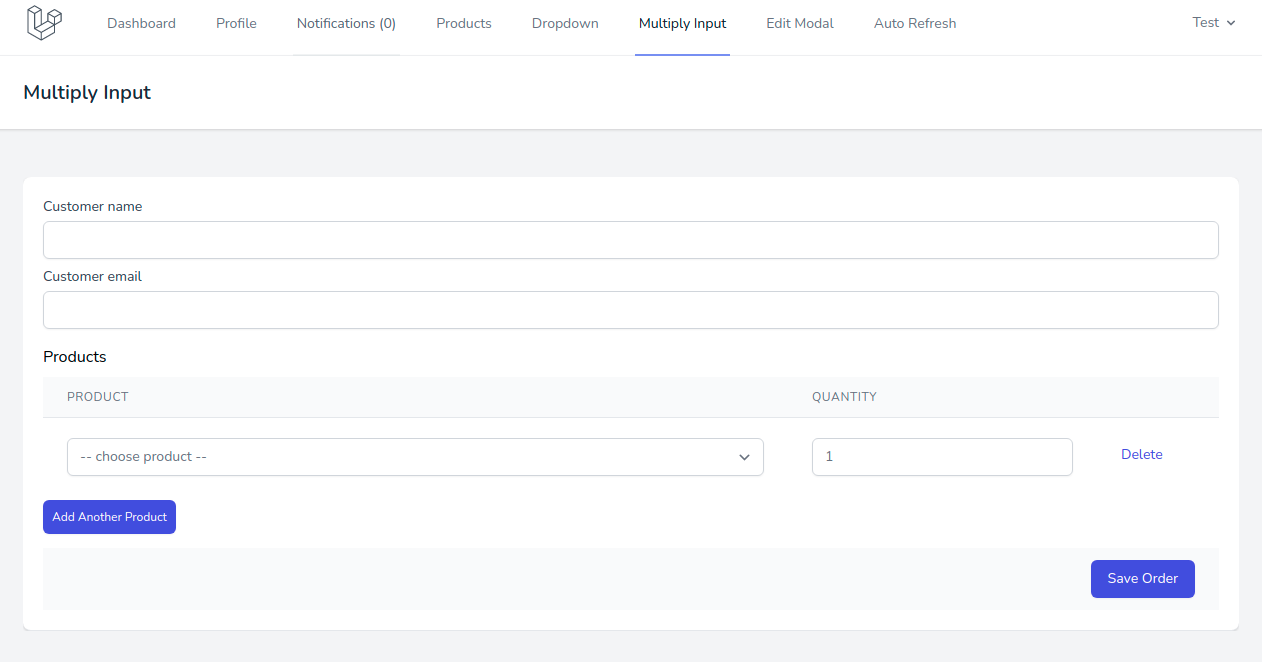 Dashboard Profile Notifications (0) Products Dropdown Multiply Input Edit Modal Auto Refresh Test
Multiply Input
Customer name
Customer email
Products
PRODUCT QUANTITY
-- choose product -- 1 Delete
Add Another Product
Save Order